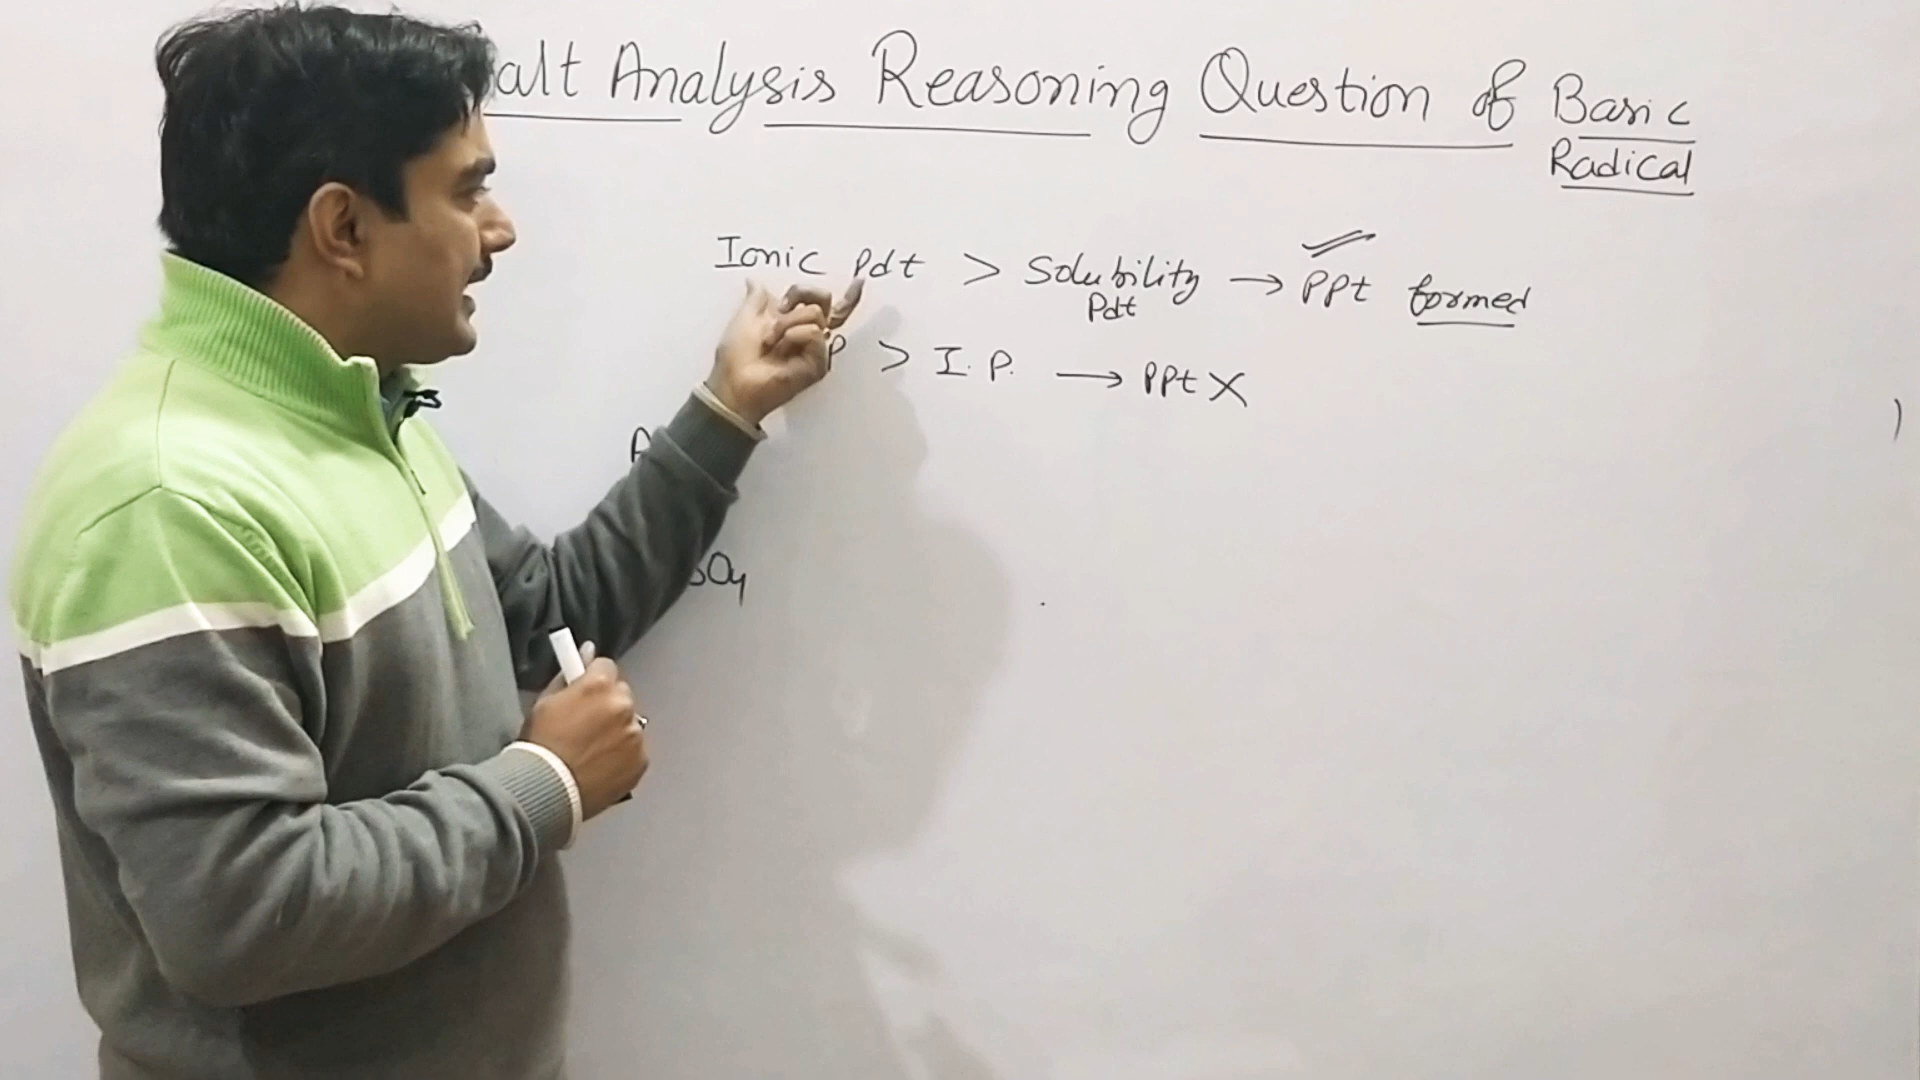 alt Analysis Reasoning Question of Basic
Radical
Ionic Pdt > Solubility → PPt formed
Pdt
P > I.P. → PPt X
A
SO4